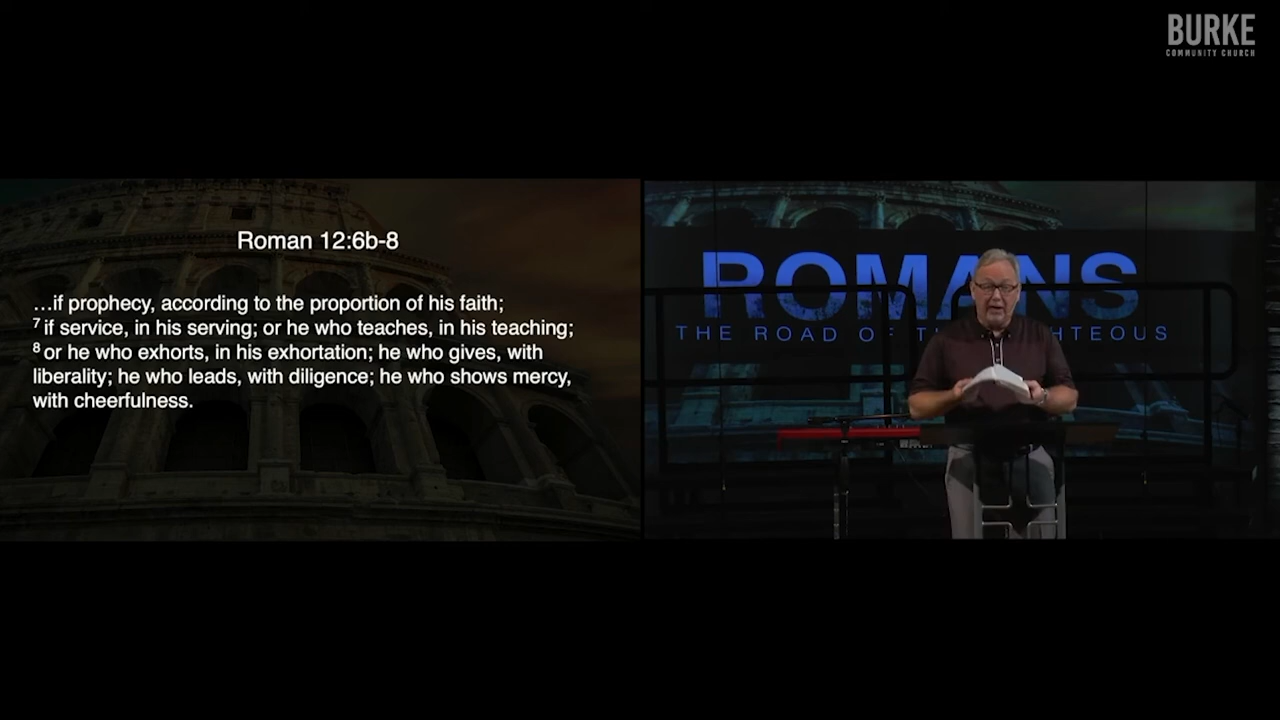 BURKE
COMMUNITY CHURCH
Roman 12:6b-8
…if prophecy, according to the proportion of his faith;
7 if service, in his serving; or he who teaches, in his teaching;
8 or he who exhorts, in his exhortation; he who gives, with
liberality; he who leads, with diligence; he who shows mercy,
with cheerfulness.
ROMANS
THE ROAD OF T GHTEOUS